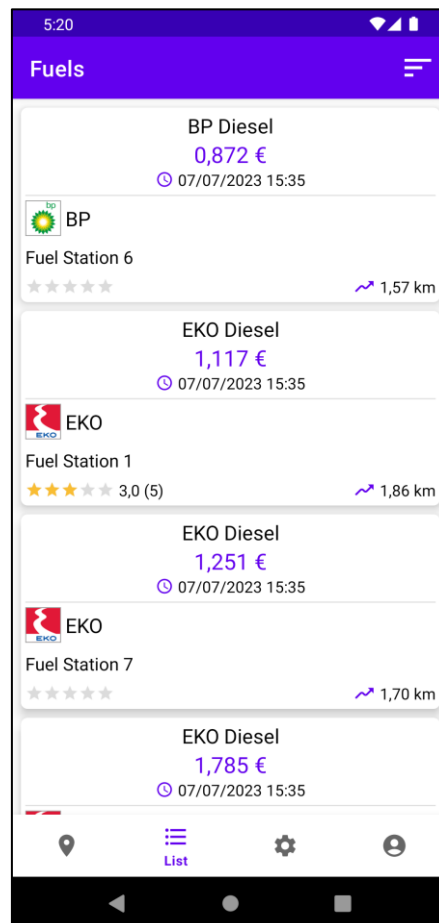 5:20
Fuels
BP Diesel
0,872 €
07/07/2023 15:35
bp
BP
Fuel Station 6
1,57 km
EKO Diesel
1,117 €
07/07/2023 15:35
EKO
EKO
Fuel Station 1
3,0 (5)
1,86 km
EKO Diesel
1,251 €
07/07/2023 15:35
EKO
EKO
Fuel Station 7
1,70 km
EKO Diesel
1,785 €
07/07/2023 15:35
List